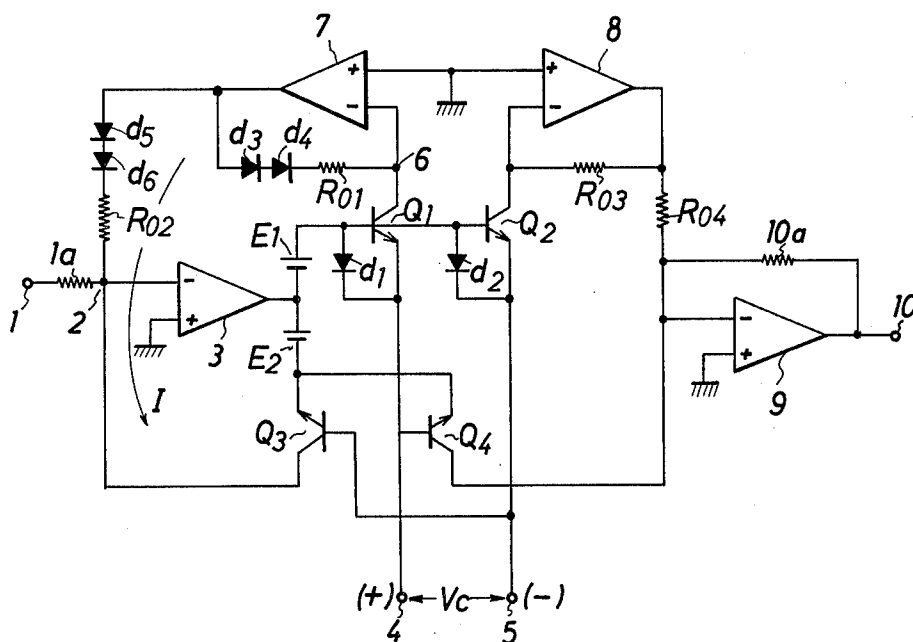 7
8
+
+
−
−
d5
d3
d4
d6
6
R01
R03
Q1
Q2
R02
R04
E1
10a
1a
d1
d2
−
−
10
1
2
+
3
+
E2
9
I
Q3
Q4
(+)
Vc
(−)
4
5